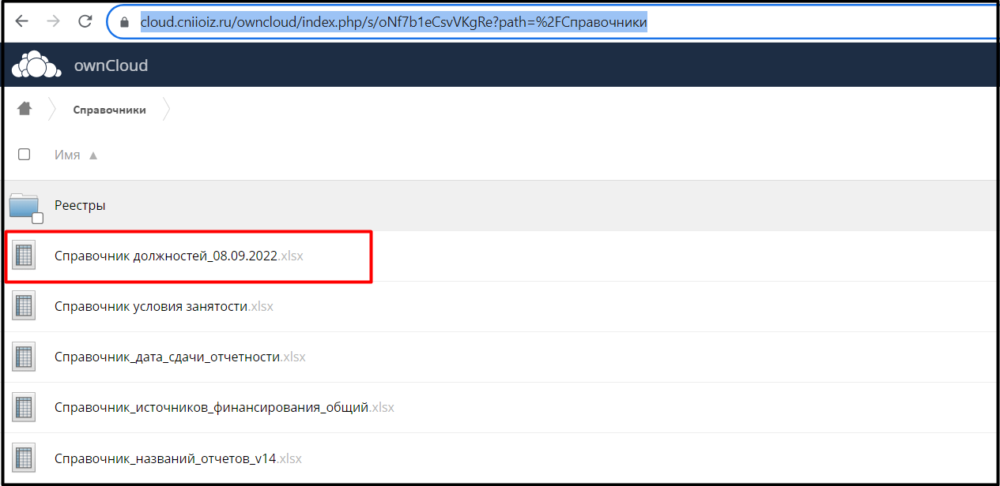 cloud.cniioiz.ru/owncloud/index.php/s/oNf7b1eCsvVKgRe?path=%2FСправочники
ownCloud
Справочники
Имя ▲
Реестры
Справочник должностей_08.09.2022.xlsx
Справочник условия занятости.xlsx
Справочник_дата_сдачи_отчетности.xlsx
Справочник_источников_финансирования_общий.xlsx
Справочник_названий_отчетов_v14.xlsx